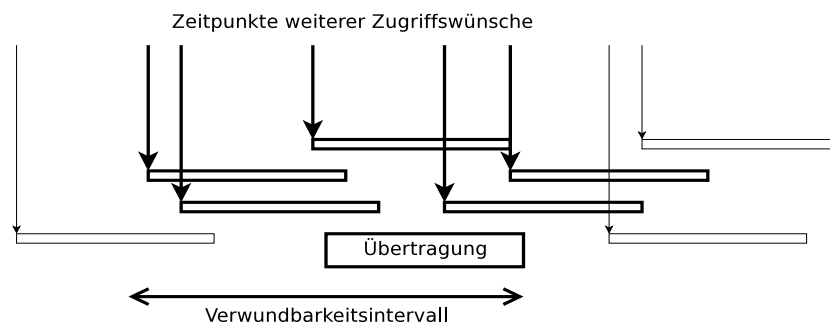 Zeitpunkte weiterer Zugriffswünsche
Übertragung
Verwundbarkeitsintervall